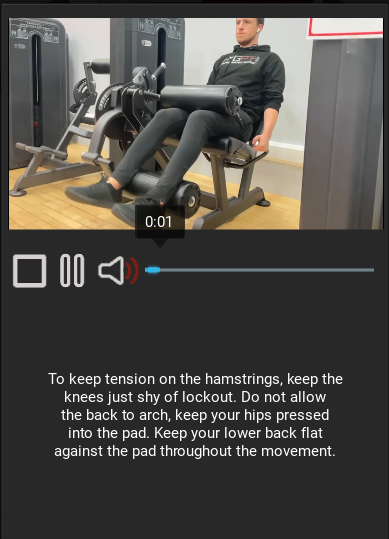 0:01
To keep tension on the hamstrings, keep the
knees just shy of lockout. Do not allow
the back to arch, keep your hips pressed
into the pad. Keep your lower back flat
against the pad throughout the movement.